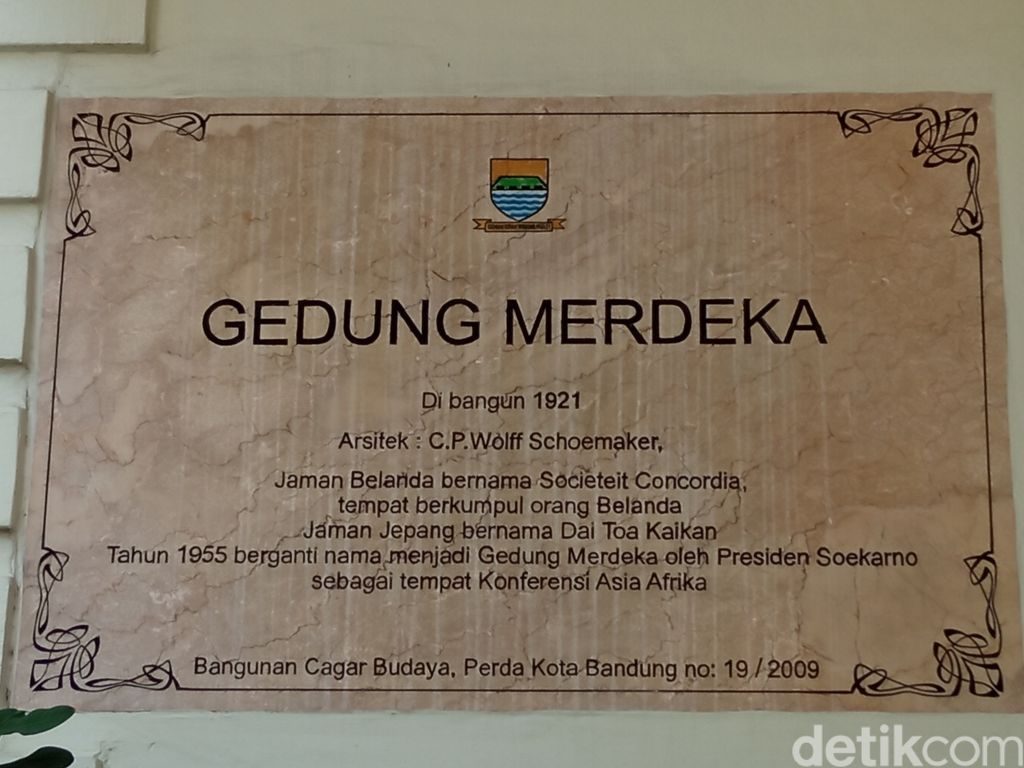 GEDUNG MERDEKA
Di bangun 1921
Arsitek : C.P.Wolff Schoemaker,
Jaman Belanda bernama Societeit Concordia,
tempat berkumpul orang Belanda
Jaman Jepang bernama Dai Toa Kaikan
Tahun 1955 berganti nama menjadi Gedung Merdeka oleh Presiden Soekarno
sebagai tempat Konferensi Asia Afrika
Bangunan Cagar Budaya, Perda Kota Bandung no: 19 / 2009
detikcom